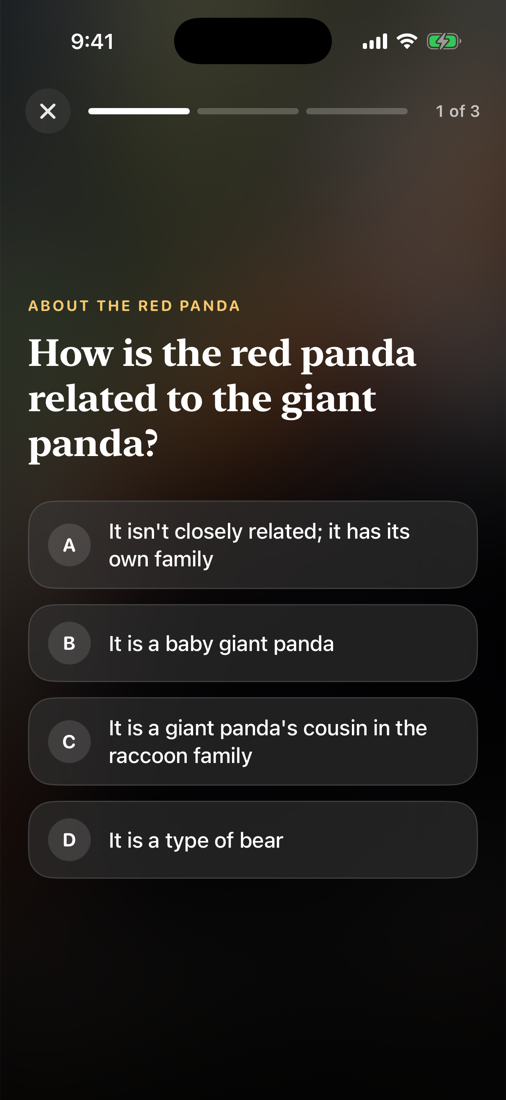 9:41
1 of 3
ABOUT THE RED PANDA
How is the red panda
related to the giant
panda?
A
It isn't closely related; it has its
own family
B
It is a baby giant panda
C
It is a giant panda's cousin in the
raccoon family
D
It is a type of bear